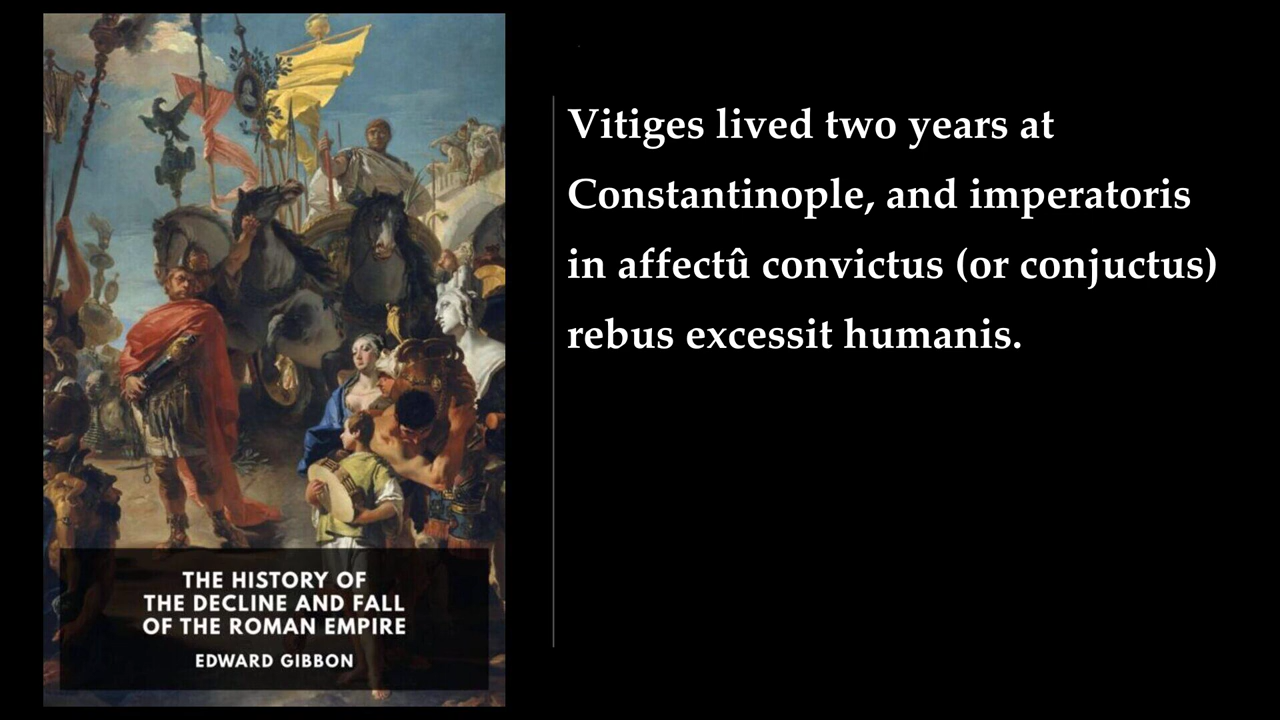 THE HISTORY OF
THE DECLINE AND FALL
OF THE ROMAN EMPIRE
EDWARD GIBBON
Vitiges lived two years at
Constantinople, and imperatoris
in affectû convictus (or conjuctus)
rebus excessit humanis.